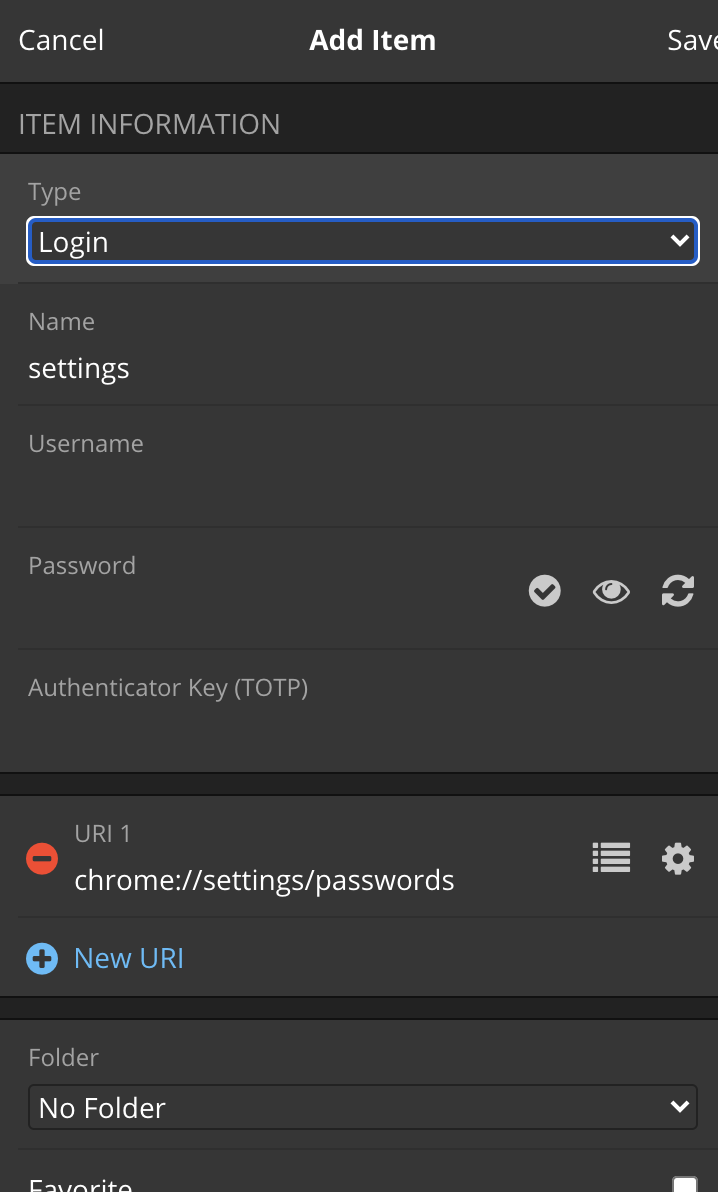 Cancel Add Item Save
ITEM INFORMATION
Type
Login
Name
settings
Username
Password
Authenticator Key (TOTP)
URI 1
chrome://settings/passwords
New URI
Folder
No Folder
Favorite